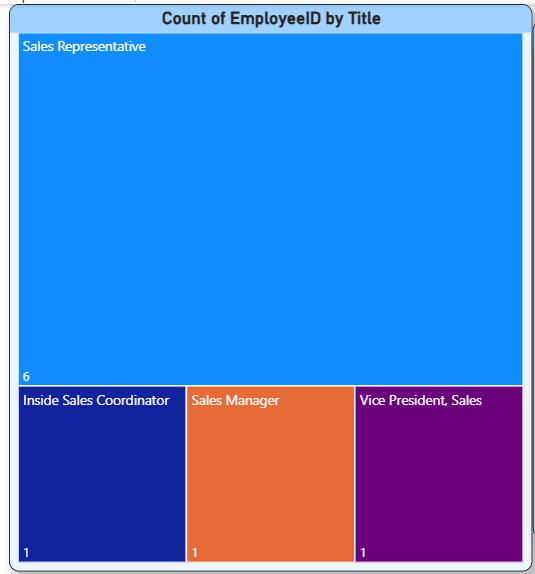 Count of EmployeeID by Title
Sales Representative
6
Inside Sales Coordinator
1
Sales Manager
1
Vice President, Sales
1